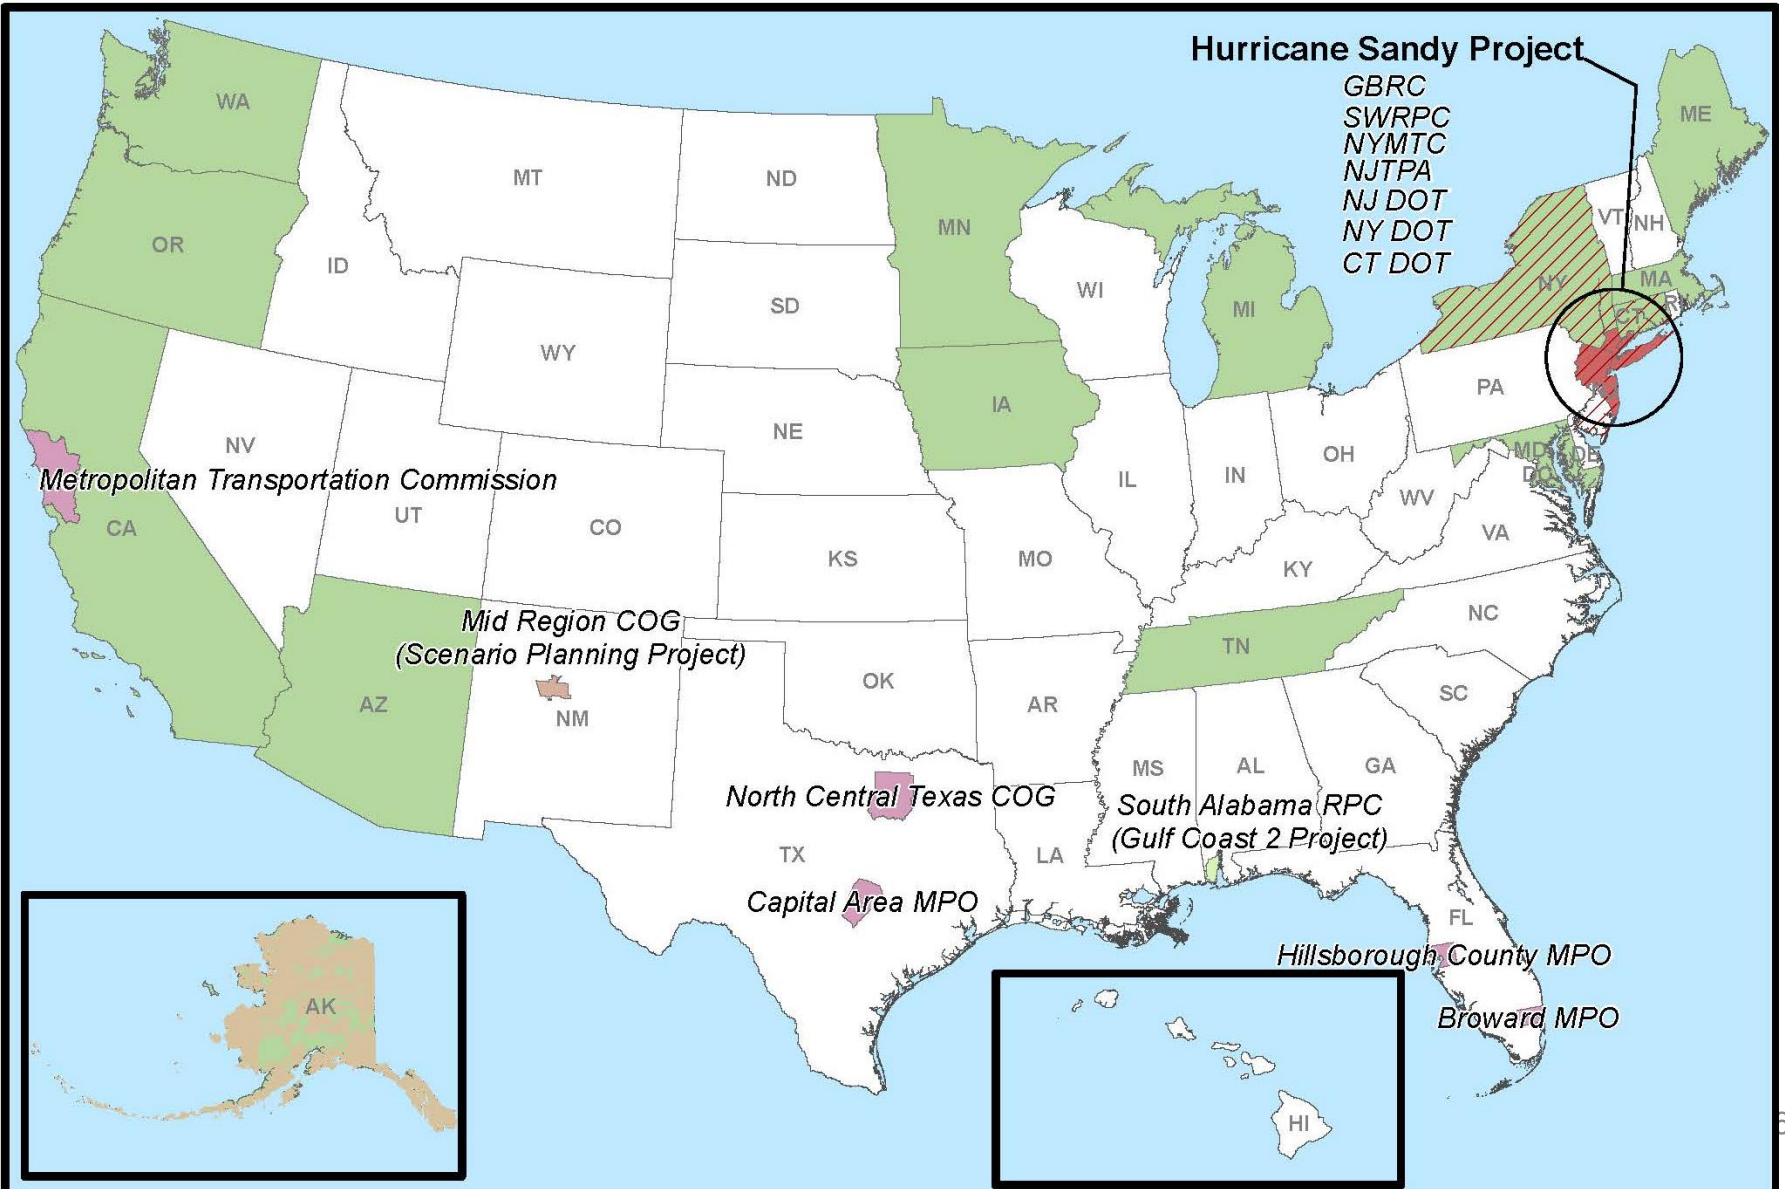 Hurricane Sandy Project
GBRC
SWRPC
NYMTC
NJTPA
NJ DOT
NY DOT
CT DOT
WA
MT
ND
MN
ME
OR
ID
SD
WI
MI
NY
VT
NH
MA
CT
WY
IA
PA
NV
NE
IL
IN
OH
MD
DE
DC
Metropolitan Transportation Commission
CA
UT
CO
KS
MO
WV
VA
KY
Mid Region COG
(Scenario Planning Project)
NC
TN
AZ
NM
OK
AR
SC
MS
AL
GA
North Central Texas COG
South Alabama RPC
(Gulf Coast 2 Project)
TX
LA
Capital Area MPO
FL
Hillsborough County MPO
Broward MPO
AK
HI